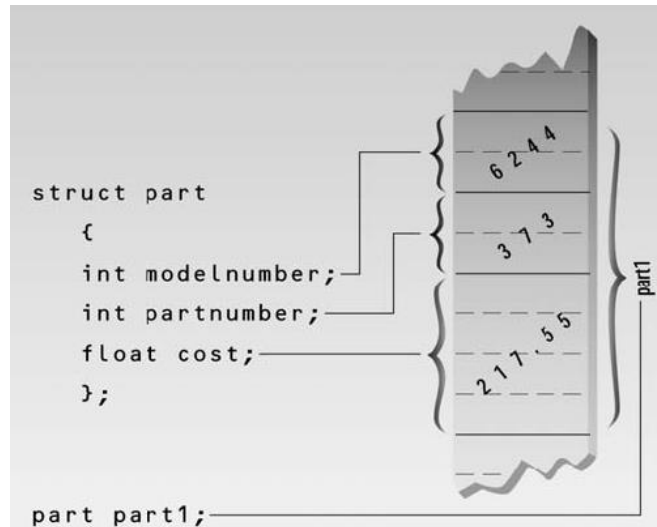 struct part
{
int modelnumber;
int partnumber;
float cost;
};
part part1;
6244
373
217.55
part1